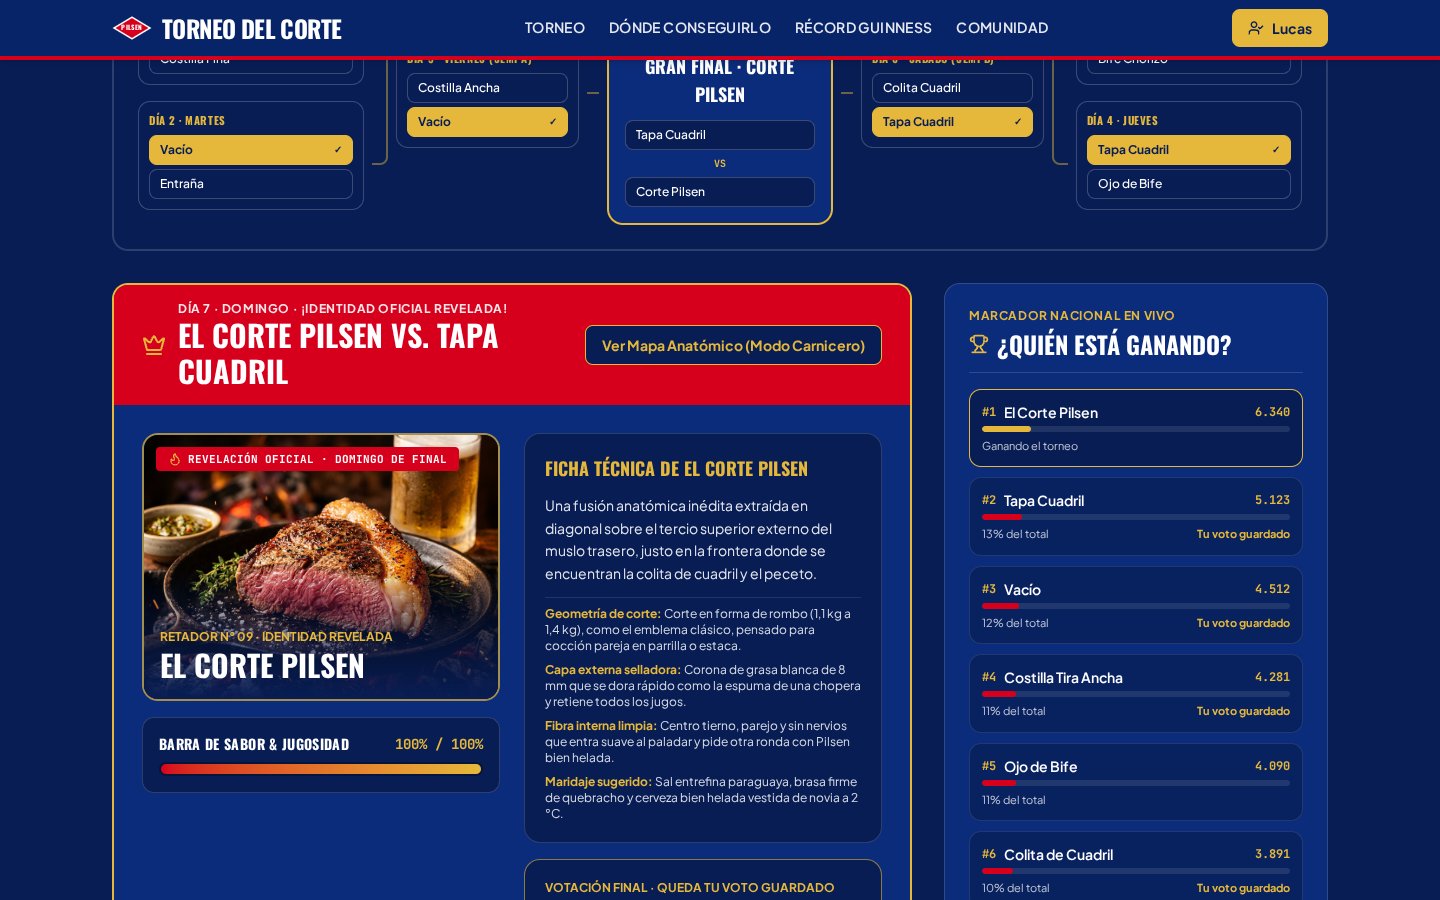 PILSEN
TORNEO DEL CORTE
TORNEO
DÓNDE CONSEGUIRLO
RÉCORD GUINNESS
COMUNIDAD
Lucas
Costilla Ancha
Vacío ✓
GRAN FINAL · CORTE
PILSEN
Tapa Cuadril
VS
Corte Pilsen
Colita Cuadril
Tapa Cuadril ✓
DÍA 2 · MARTES
Vacío ✓
Entraña
DÍA 4 · JUEVES
Tapa Cuadril ✓
Ojo de Bife
DÍA 7 · DOMINGO · ¡IDENTIDAD OFICIAL REVELADA!
EL CORTE PILSEN VS. TAPA
CUADRIL
Ver Mapa Anatómico (Modo Carnicero)
REVELACIÓN OFICIAL · DOMINGO DE FINAL
RETADOR N° 09 · IDENTIDAD REVELADA
EL CORTE PILSEN
BARRA DE SABOR & JUGOSIDAD
100% / 100%
FICHA TÉCNICA DE EL CORTE PILSEN
Una fusión anatómica inédita extraída en
diagonal sobre el tercio superior externo del
muslo trasero, justo en la frontera donde se
encuentran la colita de cuadril y el peceto.
Geometría de corte: Corte en forma de rombo (1,1 kg a
1,4 kg), como el emblema clásico, pensado para
cocción pareja en parrilla o estaca.
Capa externa selladora: Corona de grasa blanca de 8
mm que se dora rápido como la espuma de una chopera
y retiene todos los jugos.
Fibra interna limpia: Centro tierno, parejo y sin nervios
que entra suave al paladar y pide otra ronda con Pilsen
bien helada.
Maridaje sugerido: Sal entrefina paraguaya, brasa firme
de quebracho y cerveza bien helada vestida de novia a 2
°C.
VOTACIÓN FINAL · QUEDA TU VOTO GUARDADO
MARCADOR NACIONAL EN VIVO
¿QUIÉN ESTÁ GANANDO?
#1 El Corte Pilsen 6.340
Ganando el torneo
#2 Tapa Cuadril 5.123
13% del total Tu voto guardado
#3 Vacío 4.512
12% del total Tu voto guardado
#4 Costilla Tira Ancha 4.281
11% del total Tu voto guardado
#5 Ojo de Bife 4.090
11% del total
#6 Colita de Cuadril 3.891
10% del total Tu voto guardado